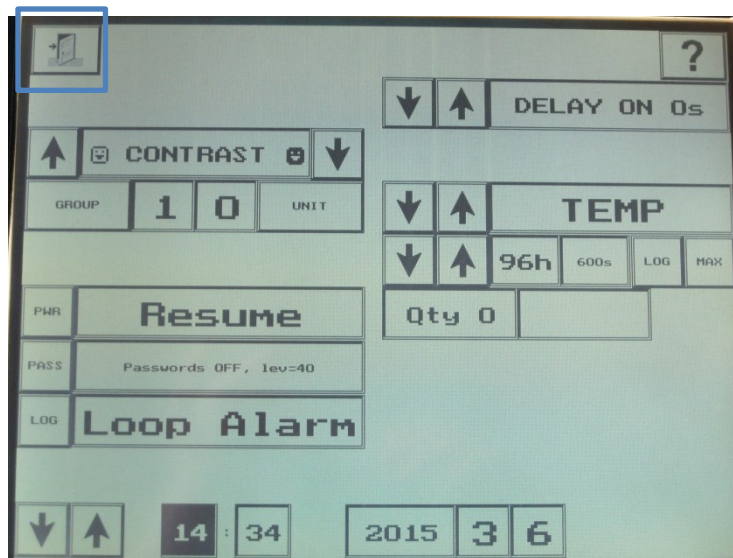 ?
DELAY ON 0s
CONTRAST
GROUP 1 0 UNIT
TEMP
96h 600s LOG MAX
PWR Resume
Qty 0
PASS Passwords OFF, lev=40
LOG Loop Alarm
14 : 34 2015 3 6